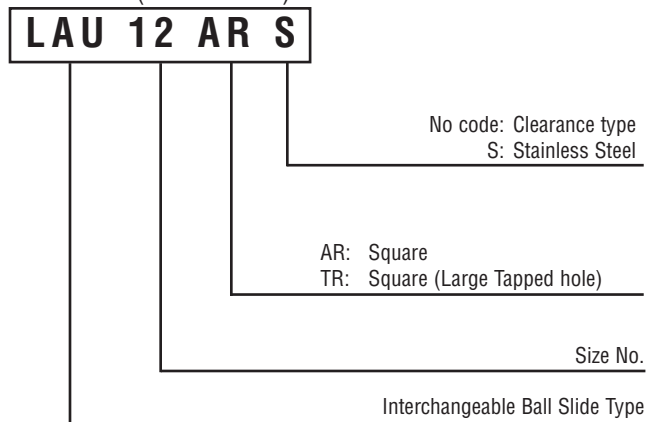 LAU 12 AR S
No code: Clearance type
S: Stainless Steel
AR: Square
TR: Square (Large Tapped hole)
Size No.
Interchangeable Ball Slide Type